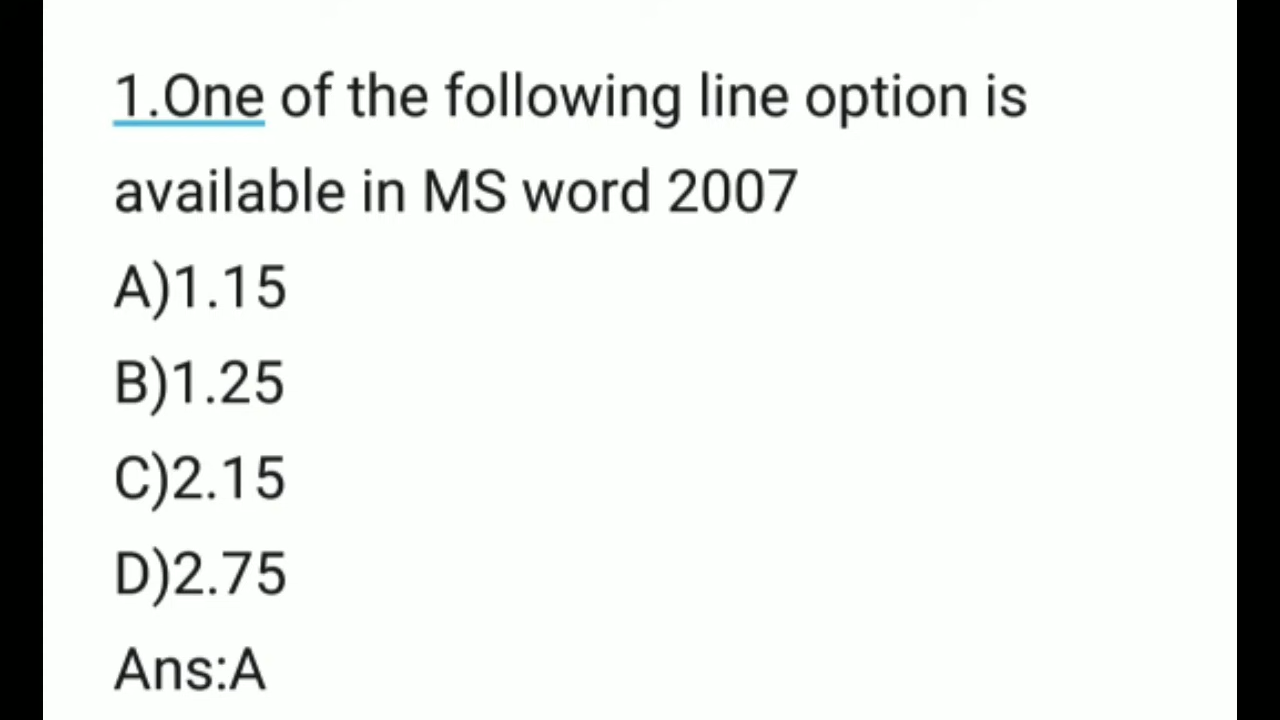 1.One of the following line option is
available in MS word 2007
A)1.15
B)1.25
C)2.15
D)2.75
Ans:A